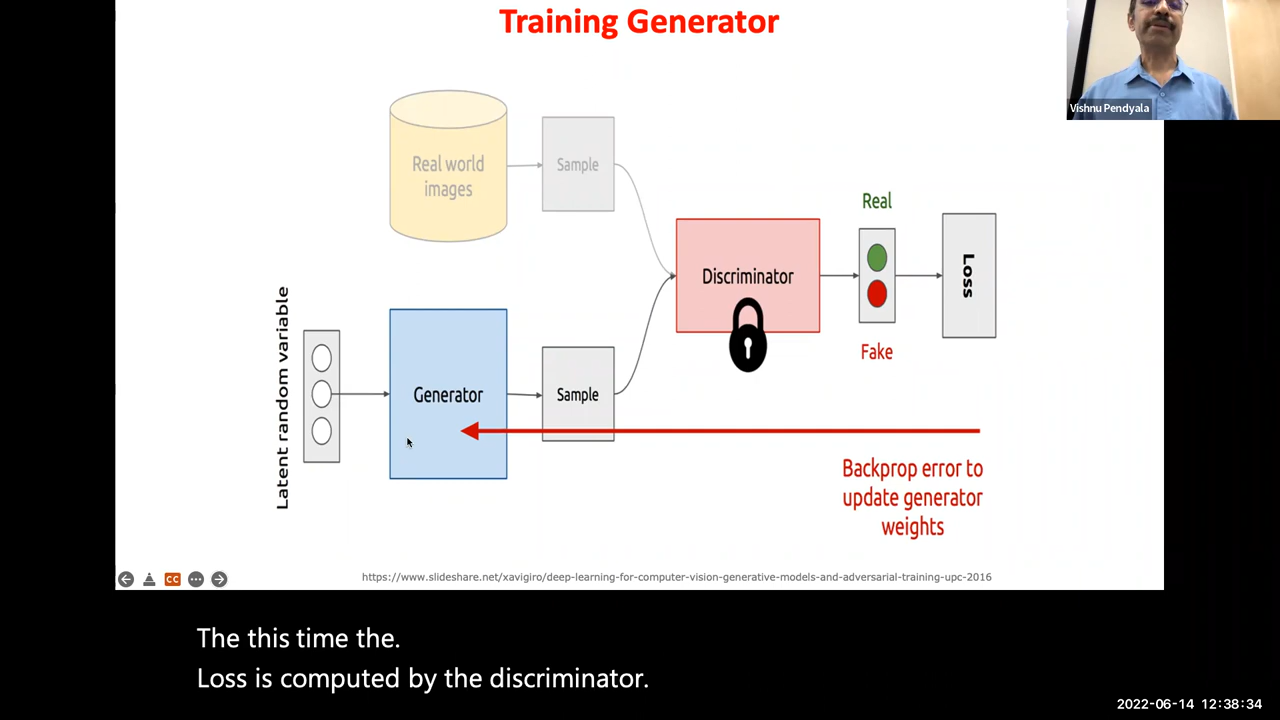 Training Generator
Vishnu Pendyala
Real world
images
Sample
Real
Discriminator
Loss
Fake
Latent random variable
Generator
Sample
Backprop error to
update generator
weights
CC
https://www.slideshare.net/xavigiro/deep-learning-for-computer-vision-generative-models-and-adversarial-training-upc-2016
The this time the.
Loss is computed by the discriminator.
2022-06-14 12:38:34